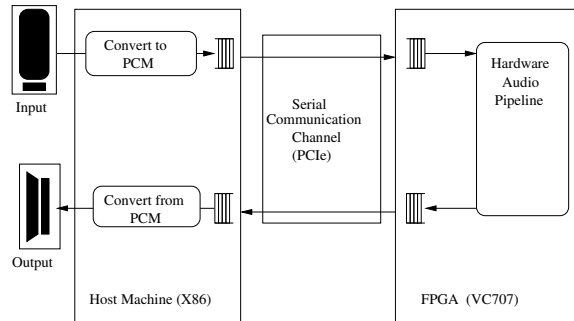 Input
Convert to
PCM
Serial
Communication
Channel
(PCIe)
Hardware
Audio
Pipeline
Convert from
PCM
Output
Host Machine (X86)
FPGA (VC707)